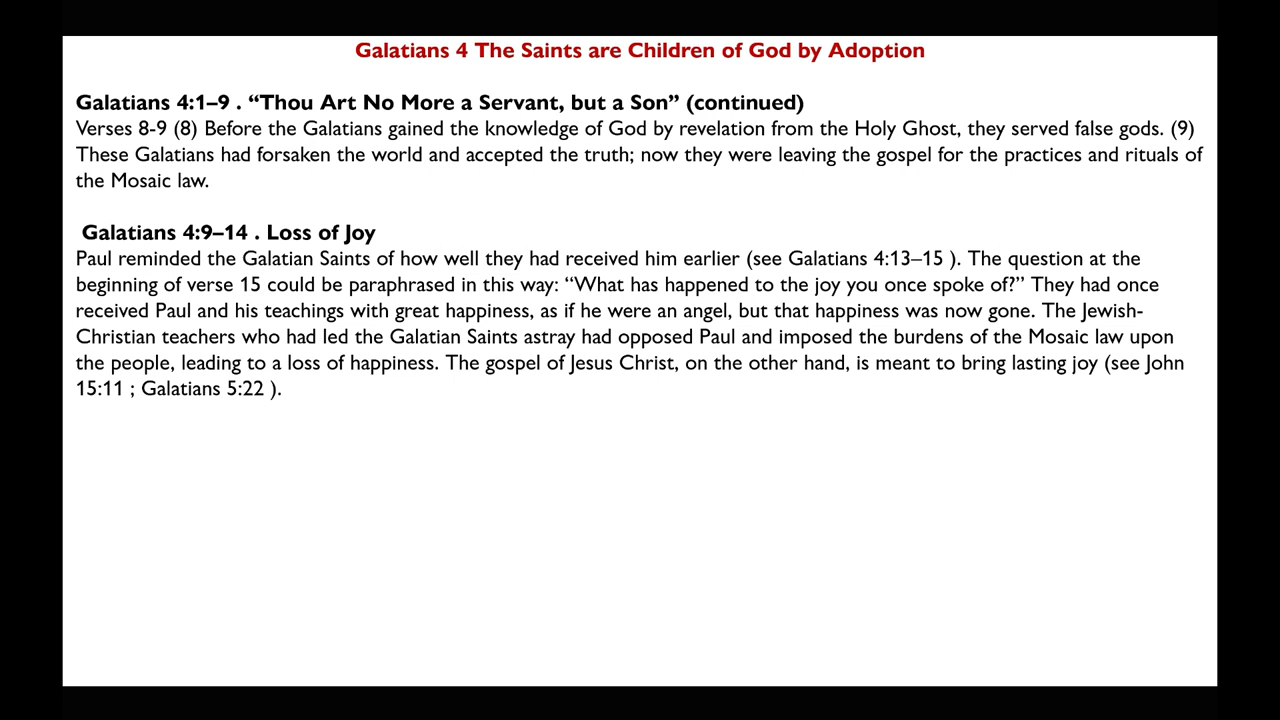 Galatians 4 The Saints are Children of God by Adoption
Galatians 4:1–9 . “Thou Art No More a Servant, but a Son” (continued)
Verses 8-9 (8) Before the Galatians gained the knowledge of God by revelation from the Holy Ghost, they served false gods. (9)
These Galatians had forsaken the world and accepted the truth; now they were leaving the gospel for the practices and rituals of
the Mosaic law.
Galatians 4:9–14 . Loss of Joy
Paul reminded the Galatian Saints of how well they had received him earlier (see Galatians 4:13–15 ). The question at the
beginning of verse 15 could be paraphrased in this way: “What has happened to the joy you once spoke of?” They had once
received Paul and his teachings with great happiness, as if he were an angel, but that happiness was now gone. The Jewish-
Christian teachers who had led the Galatian Saints astray had opposed Paul and imposed the burdens of the Mosaic law upon
the people, leading to a loss of happiness. The gospel of Jesus Christ, on the other hand, is meant to bring lasting joy (see John
15:11 ; Galatians 5:22 ).